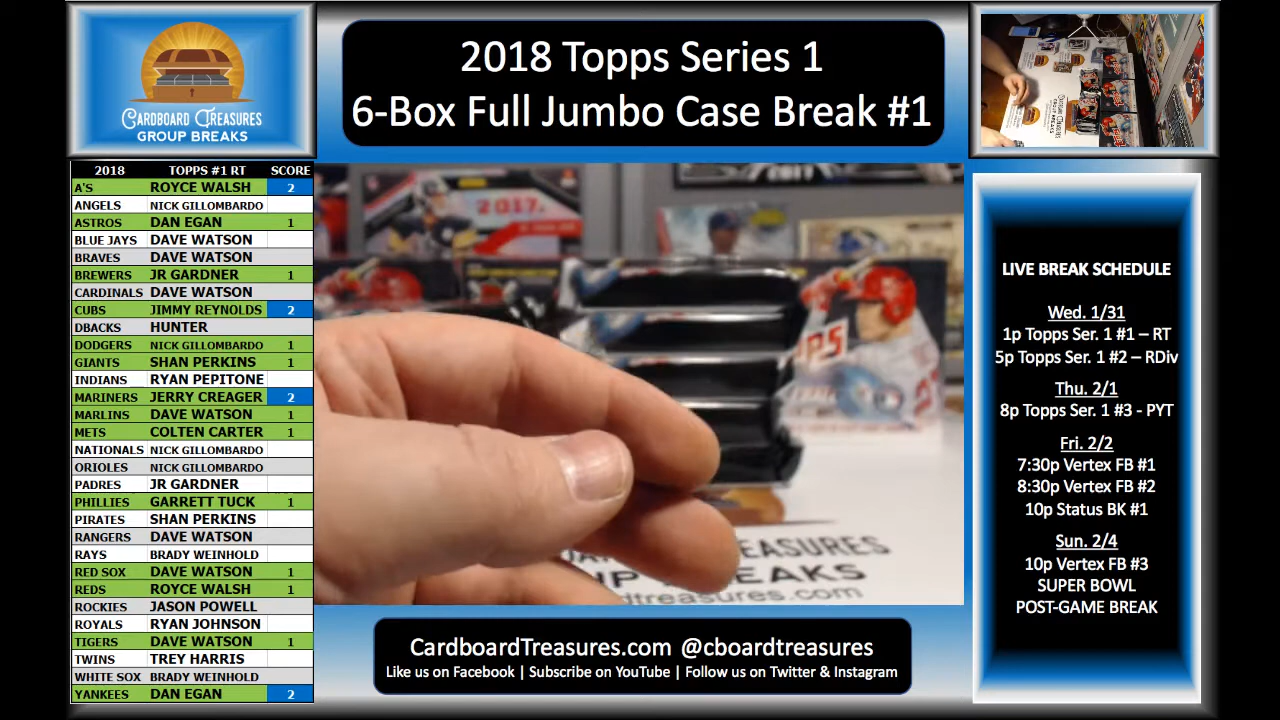 CARDBOARD TREASURES
GROUP BREAKS
2018 Topps Series 1
6-Box Full Jumbo Case Break #1
2018 TOPPS #1 RT SCORE
A'S ROYCE WALSH 2
ANGELS NICK GILLOMBARDO
ASTROS DAN EGAN 1
BLUE JAYS DAVE WATSON
BRAVES DAVE WATSON
BREWERS JR GARDNER 1
CARDINALS DAVE WATSON
CUBS JIMMY REYNOLDS 2
DBACKS HUNTER
DODGERS NICK GILLOMBARDO 1
GIANTS SHAN PERKINS 1
INDIANS RYAN PEPITONE
MARINERS JERRY CREAGER 2
MARLINS DAVE WATSON 1
METS COLTEN CARTER 1
NATIONALS NICK GILLOMBARDO
ORIOLES NICK GILLOMBARDO
PADRES JR GARDNER
PHILLIES GARRETT TUCK 1
PIRATES SHAN PERKINS
RANGERS DAVE WATSON
RAYS BRADY WEINHOLD
RED SOX DAVE WATSON 1
REDS ROYCE WALSH 1
ROCKIES JASON POWELL
ROYALS RYAN JOHNSON
TIGERS DAVE WATSON 1
TWINS TREY HARRIS
WHITE SOX BRADY WEINHOLD
YANKEES DAN EGAN 2
2017
EASURES
BREAKS
dtreasures.com
CardboardTreasures.com @cboardtreasures
Like us on Facebook | Subscribe on YouTube | Follow us on Twitter & Instagram
LIVE BREAK SCHEDULE
Wed. 1/31
1p Topps Ser. 1 #1 – RT
5p Topps Ser. 1 #2 – RDiv
Thu. 2/1
8p Topps Ser. 1 #3 - PYT
Fri. 2/2
7:30p Vertex FB #1
8:30p Vertex FB #2
10p Status BK #1
Sun. 2/4
10p Vertex FB #3
SUPER BOWL
POST-GAME BREAK